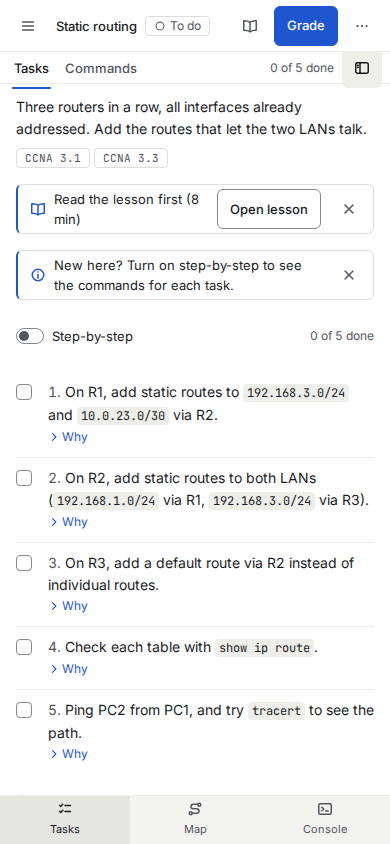 Static routing
To do
Grade
Tasks
Commands
0 of 5 done
Three routers in a row, all interfaces already
addressed. Add the routes that let the two LANs talk.
CCNA 3.1
CCNA 3.3
Read the lesson first (8
min)
Open lesson
New here? Turn on step-by-step to see
the commands for each task.
Step-by-step
0 of 5 done
1. On R1, add static routes to 192.168.3.0/24
and 10.0.23.0/30 via R2.
Why
2. On R2, add static routes to both LANs
(192.168.1.0/24 via R1, 192.168.3.0/24 via R3).
Why
3. On R3, add a default route via R2 instead of
individual routes.
Why
4. Check each table with show ip route.
Why
5. Ping PC2 from PC1, and try tracert to see the
path.
Why
Tasks
Map
Console